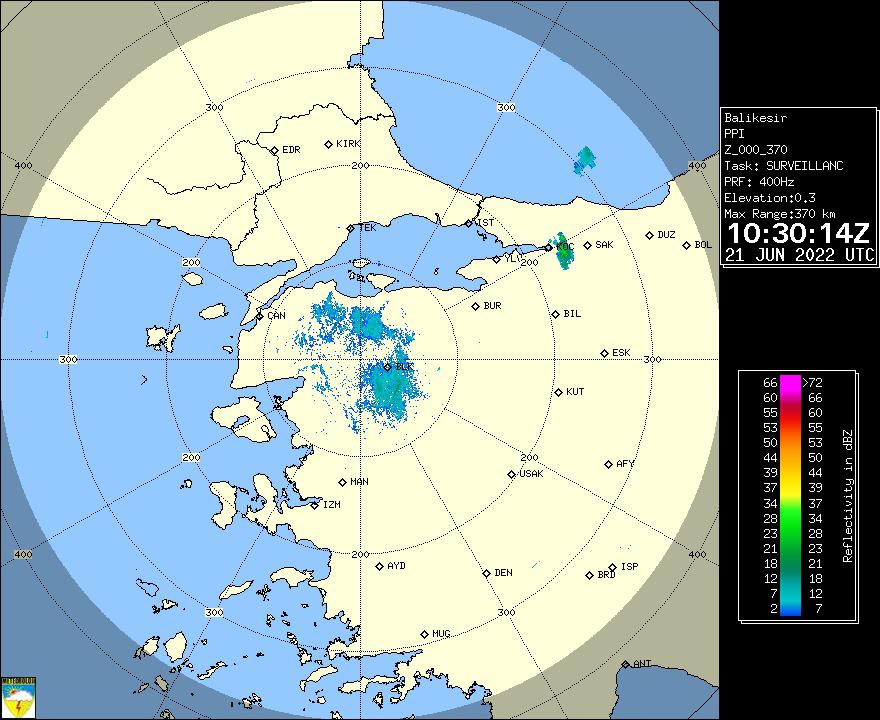 300
300
400
400
EDR
KIRK
200
TEK
IST
KOC
SAK
DUZ
BOL
200
YLV
200
CAN
BUR
BIL
300
BLK
ESK
300
KUT
200
200
AFY
MAN
USAK
IZM
400
200
400
AYD
DEN
BRD
ISP
300
300
MUG
ANT
Balikesir
PPI
Z_000_370
Task: SURVEILLANC
PRF: 400Hz
Elevation:0.3
Max Range:370 km
10:30:14Z
21 JUN 2022 UTC
66 >72
60 66
55 60
53 55
50 53
44 50
39 44
37 39
34 37
28 34
23 28
21 23
18 21
12 18
7 12
2 7
Reflectivity in dBZ